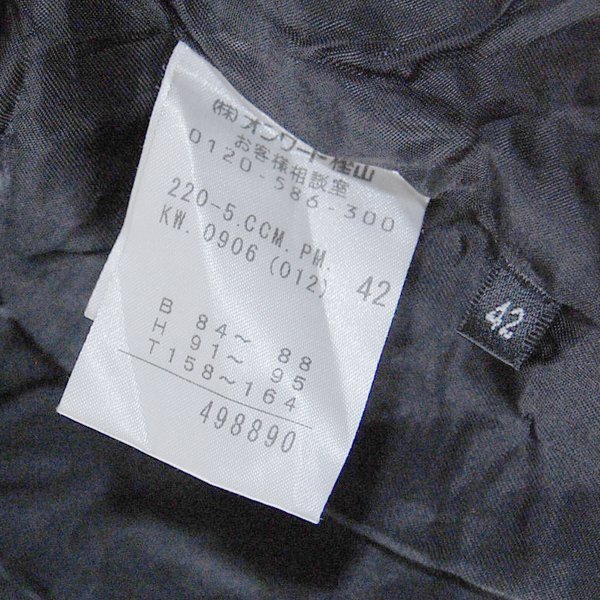 (株)オンワード樫山
お客様相談室
0120-586-300
220-5.CCM.PM.
KW. 0906 (012) 42
B 84～ 88
H 91～ 95
T158～164
498890
42